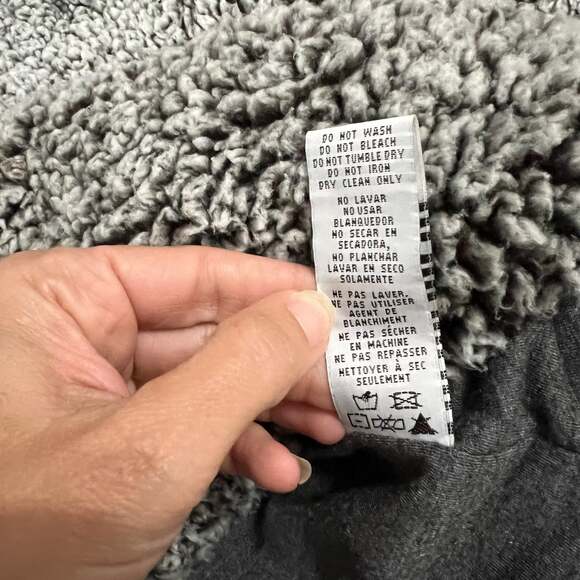 DO NOT WASH
DO NOT BLEACH
DO NOT TUMBLE DRY
DO NOT IRON
DRY CLEAN ONLY
NO LAVAR
NO USAR
BLANQUEDOR
NO SECAR EN
SECADORA,
NO PLANCHAR
LAVAR EN SECO
SOLAMENTE
NE PAS LAVER.
NE PAS UTILISER
AGENT DE
BLANCHIMENT
NE PAS SÉCHER
EN MACHINE
NE PAS REPASSER
NETTOYER À SEC
SEULEMENT